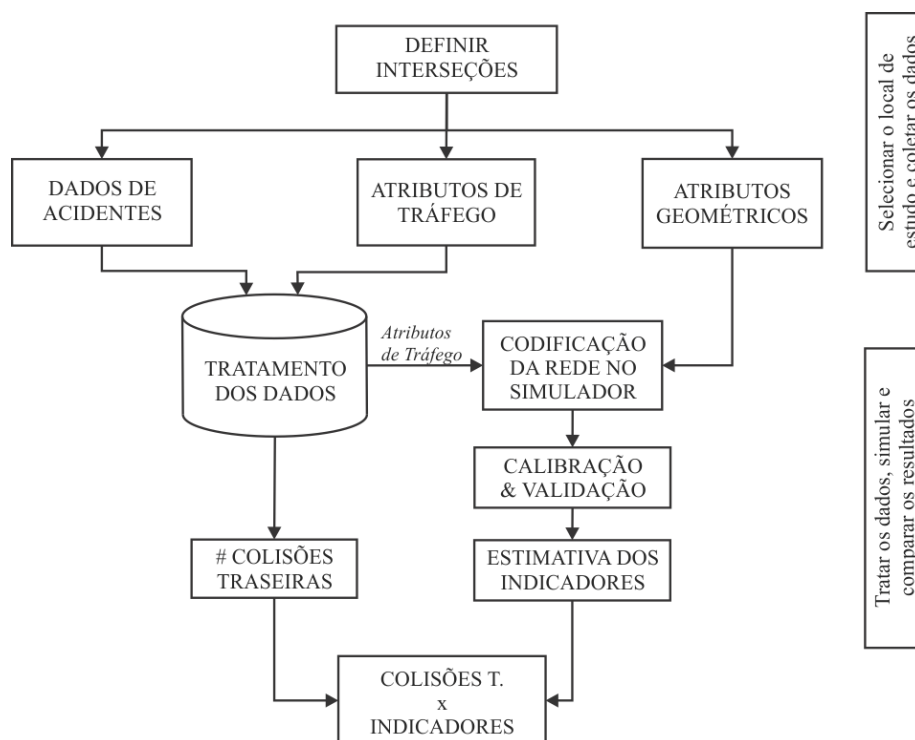 DEFINIR
INTERSEÇÕES
DADOS DE
ACIDENTES
ATRIBUTOS DE
TRÁFEGO
ATRIBUTOS
GEOMÉTRICOS
Selecionar o local de
estudo e coletar os dados
TRATAMENTO
DOS DADOS
Atributos
de Tráfego
CODIFICAÇÃO
DA REDE NO
SIMULADOR
CALIBRAÇÃO
& VALIDAÇÃO
# COLISÕES
TRASEIRAS
ESTIMATIVA DOS
INDICADORES
COLISÕES T.
x
INDICADORES
Tratar os dados, simular e
comparar os resultados